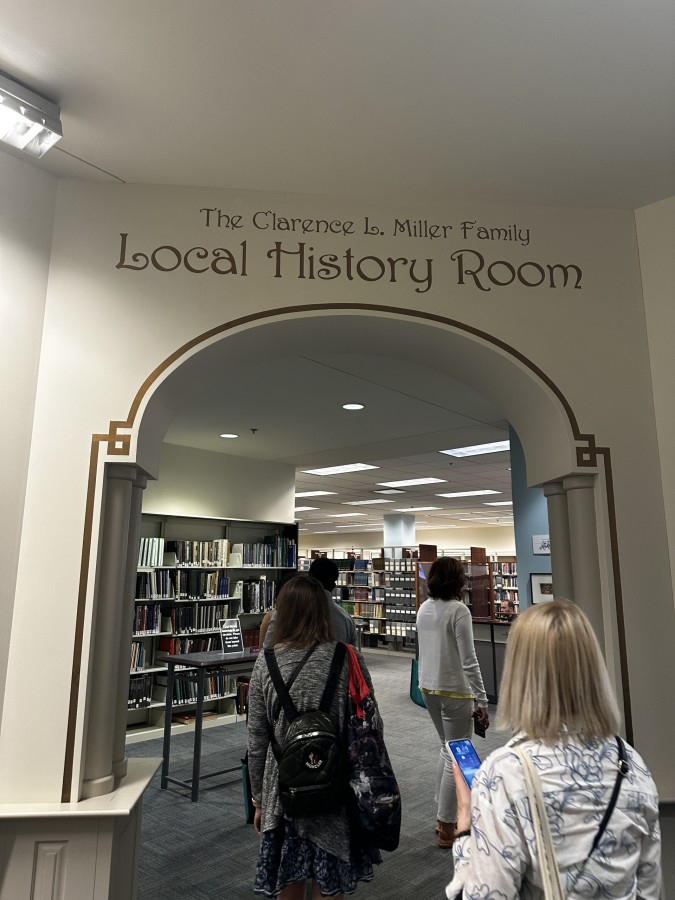 The Clarence L. Miller Family
Local History Room